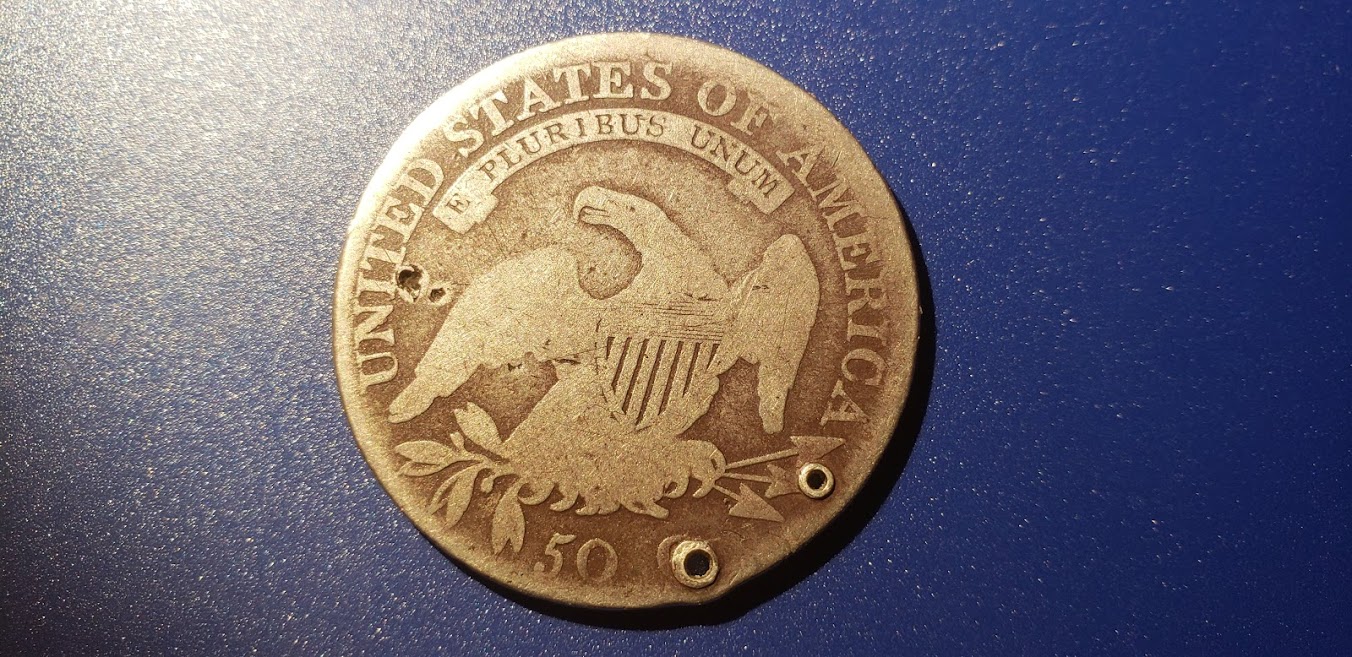 UNITED STATES OF AMERICA
E PLURIBUS UNUM
50